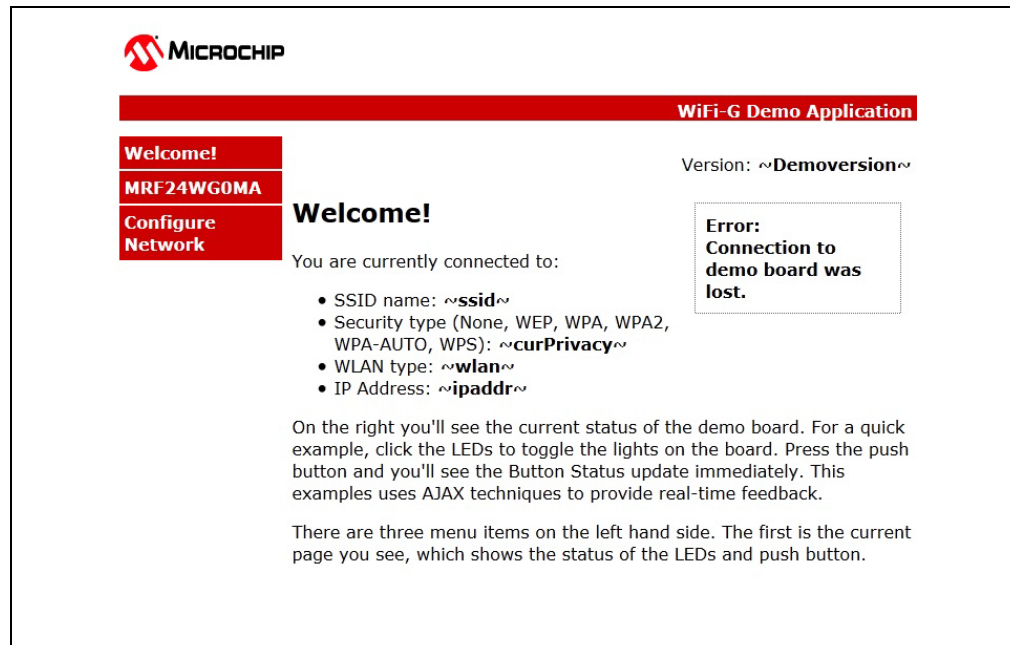 MICROCHIP
WiFi-G Demo Application
Welcome!
MRF24WG0MA
Configure
Network
Version: ~Demoversion~
Welcome!
Error:
Connection to
demo board was
lost.
You are currently connected to:
• SSID name: ~ssid~
• Security type (None, WEP, WPA, WPA2,
WPA-AUTO, WPS): ~curPrivacy~
• WLAN type: ~wlan~
• IP Address: ~ipaddr~
On the right you'll see the current status of the demo board. For a quick
example, click the LEDs to toggle the lights on the board. Press the push
button and you'll see the Button Status update immediately. This
examples uses AJAX techniques to provide real-time feedback.
There are three menu items on the left hand side. The first is the current
page you see, which shows the status of the LEDs and push button.